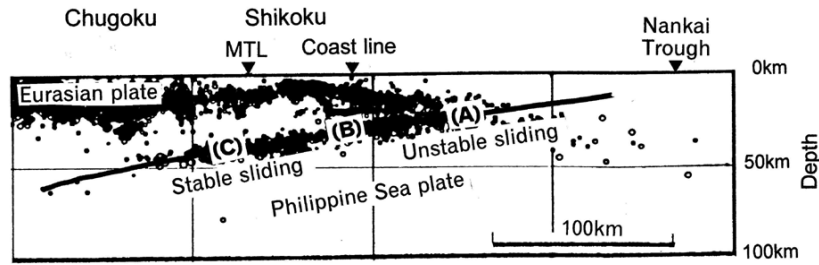 Chugoku
Shikoku
Nankai
Trough
MTL
Coast line
0km
Eurasian plate
(A)
(B)
(C)
Unstable sliding
Stable sliding
50km
Philippine Sea plate
Depth
100km
100km